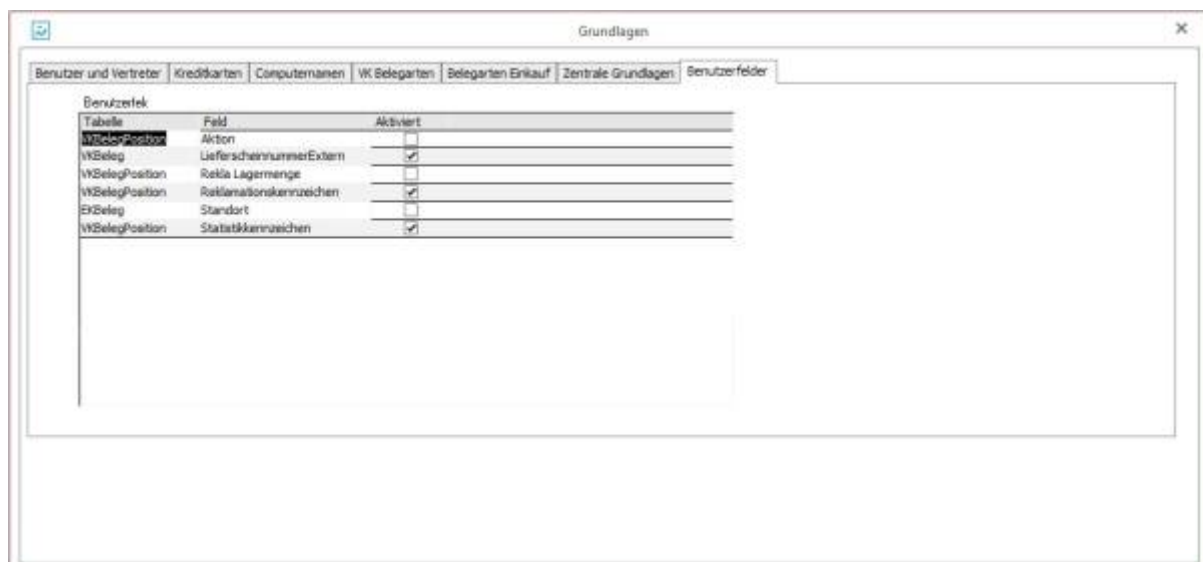 Grundlagen
Benutzer und Vertreter Kreditkarten Computernamen VK Belegarten Belegarten Einkauf Zentrale Grundlagen Benutzerfelder
Benutzerfek
Tabelle Feld Aktiviert
VKBelegPosition Aktion
VKBeleg LieferscheinnummerExtern
VKBelegPosition Rekla Lagermenge
VKBelegPosition Reklamationskennzeichen
EKBeleg Standort
VKBelegPosition Statistikkennzeichen